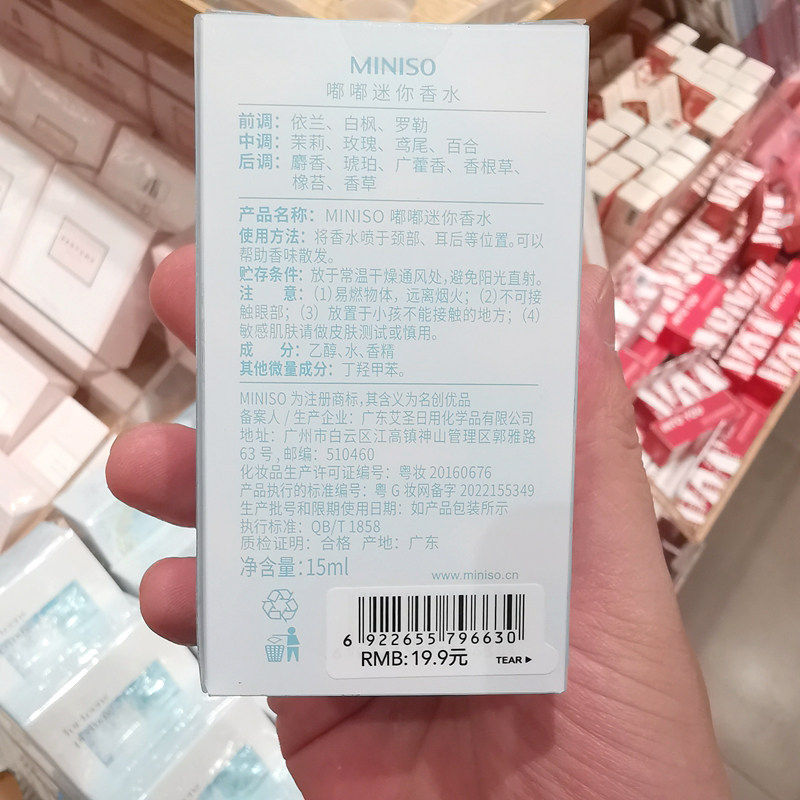 MINISO
嘟嘟迷你香水
前调：依兰、白枫、罗勒
中调：茉莉、玫瑰、鸢尾、百合
后调：麝香、琥珀、广藿香、香根草、
橡苔、香草
产品名称：MINISO 嘟嘟迷你香水
使用方法：将香水喷于颈部、耳后等位置。可以
帮助香味散发。
贮存条件：放于常温干燥通风处，避免阳光直射。
注 意：（1）易燃物体，远离烟火；（2）不可接
触眼部；（3）放置于小孩不能接触的地方；（4）
敏感肌肤请做皮肤测试或慎用。
成 分：乙醇、水、香精
其他微量成分：丁羟甲苯。
MINISO 为注册商标，其含义为名创优品
备案人 / 生产企业：广东艾圣日用化学品有限公司
地址：广州市白云区江高镇神山管理区郭雅路
63 号，邮编：510460
化妆品生产许可证编号：粤妆 20160676
产品执行的标准编号：粤 G 妆网备字 2022155349
生产批号和限期使用日期：如产品包装所示
执行标准：QB/T 1858
质检证明：合格 产地：广东
净含量：15ml
www.miniso.cn
6 922655 796630
RMB: 19.9元
TEAR ▶
for teens
for teens